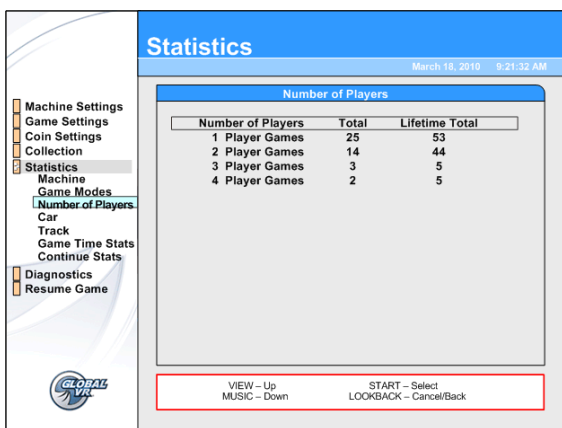 Statistics
March 18, 2010 9:21:32 AM
Machine Settings
Game Settings
Coin Settings
Collection
Statistics
Machine
Game Modes
Number of Players
Car
Track
Game Time Stats
Continue Stats
Diagnostics
Resume Game
GLOBAL
VR
Number of Players
Number of Players Total Lifetime Total
1 Player Games 25 53
2 Player Games 14 44
3 Player Games 3 5
4 Player Games 2 5
VIEW – Up START – Select
MUSIC – Down LOOKBACK – Cancel/Back